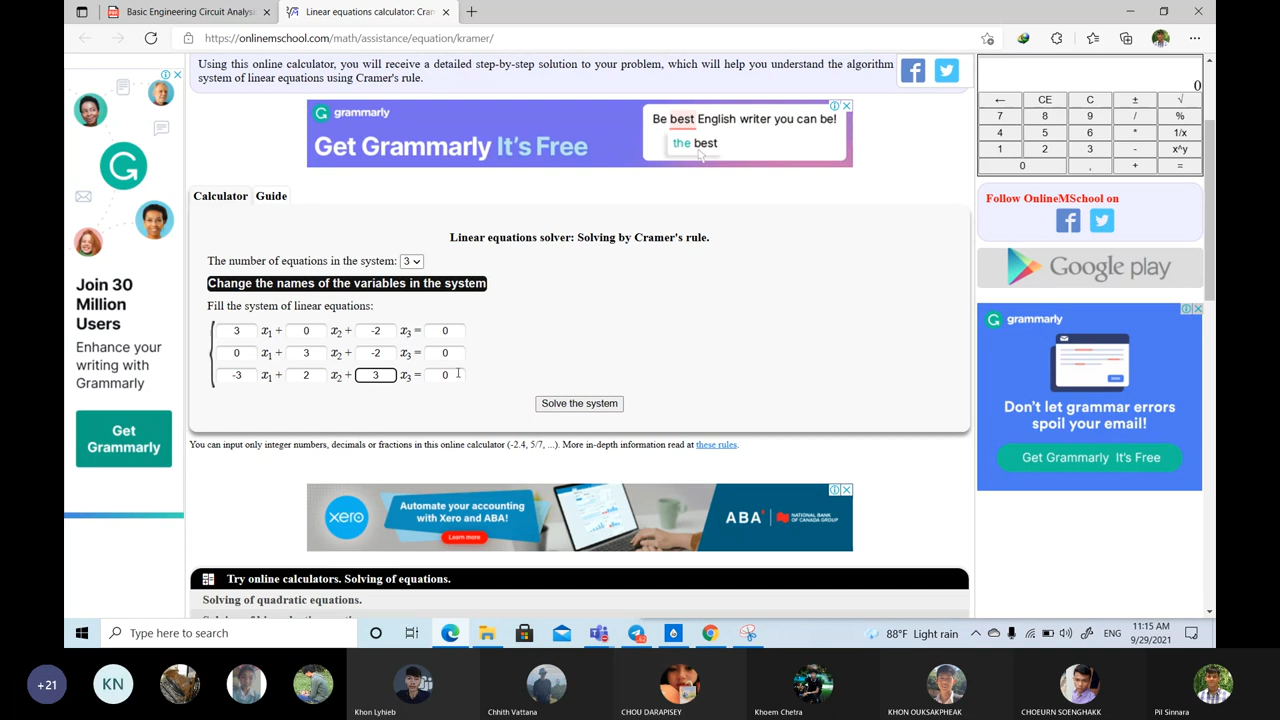 Basic Engineering Circuit Analysi
Linear equations calculator: Cran
https://onlinemschool.com/math/assistance/equation/kramer/
Using this online calculator, you will receive a detailed step-by-step solution to your problem, which will help you understand the algorithm
system of linear equations using Cramer's rule.
grammarly
Get Grammarly It's Free
Be best English writer you can be!
the best
Join 30
Million
Users
Enhance your
writing with
Grammarly
Get
Grammarly
Calculator Guide
Linear equations solver: Solving by Cramer's rule.
The number of equations in the system: 3
Change the names of the variables in the system
Fill the system of linear equations:
3 x1 + 0 x2 + -2 x3 = 0
0 x1 + 3 x2 + -2 x3 = 0
-3 x1 + 2 x2 + 3 x3 = 0
Solve the system
You can input only integer numbers, decimals or fractions in this online calculator (-2.4, 5/7, ...). More in-depth information read at these rules.
xero
Automate your accounting
with Xero and ABA!
Learn more
ABA
NATIONAL BANK
OF CANADA GROUP
Try online calculators. Solving of equations.
Solving of quadratic equations.
0
← CE C ± √
7 8 9 / %
4 5 6 * 1/x
1 2 3 - x^y
0 , + =
Follow OnlineMSchool on
Google play
grammarly
Don't let grammar errors
spoil your email!
Get Grammarly It's Free
Type here to search
88°F Light rain
ENG
11:15 AM
9/29/2021
+21
KN
Khon Lyhieb
Chhith Vattana
CHOU DARAPISEY
Khoem Chetra
KHON OUKSAKPHEAK
CHOEURN SOENGHAKK
Pil Sinnara